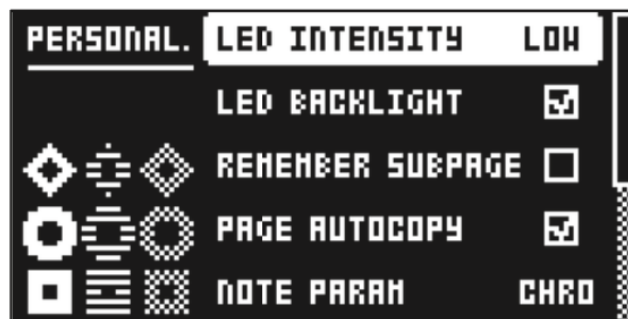 PERSONAL. LED INTENSITY LOW
LED BACKLIGHT
REMEMBER SUBPAGE
PAGE AUTOCOPY
NOTE PARAM CHRO